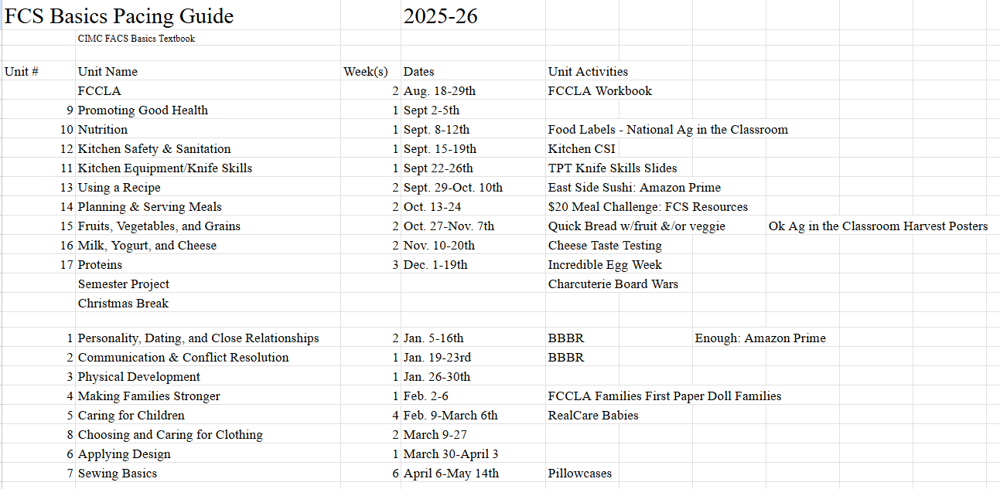 FCS Basics Pacing Guide 2025-26
CIMC FACS Basics Textbook
Unit # Unit Name Week(s) Dates Unit Activities
FCCLA 2 Aug. 18-29th FCCLA Workbook
9 Promoting Good Health 1 Sept 2-5th
10 Nutrition 1 Sept. 8-12th Food Labels - National Ag in the Classroom
12 Kitchen Safety & Sanitation 1 Sept. 15-19th Kitchen CSI
11 Kitchen Equipment/Knife Skills 1 Sept 22-26th TPT Knife Skills Slides
13 Using a Recipe 2 Sept. 29-Oct. 10th East Side Sushi: Amazon Prime
14 Planning & Serving Meals 2 Oct. 13-24 $20 Meal Challenge: FCS Resources
15 Fruits, Vegetables, and Grains 2 Oct. 27-Nov. 7th Quick Bread w/fruit &/or veggie Ok Ag in the Classroom Harvest Posters
16 Milk, Yogurt, and Cheese 2 Nov. 10-20th Cheese Taste Testing
17 Proteins 3 Dec. 1-19th Incredible Egg Week
Semester Project Charcuterie Board Wars
Christmas Break
1 Personality, Dating, and Close Relationships 2 Jan. 5-16th BBBR Enough: Amazon Prime
2 Communication & Conflict Resolution 1 Jan. 19-23rd BBBR
3 Physical Development 1 Jan. 26-30th
4 Making Families Stronger 1 Feb. 2-6 FCCLA Families First Paper Doll Families
5 Caring for Children 4 Feb. 9-March 6th RealCare Babies
8 Choosing and Caring for Clothing 2 March 9-27
6 Applying Design 1 March 30-April 3
7 Sewing Basics 6 April 6-May 14th Pillowcases